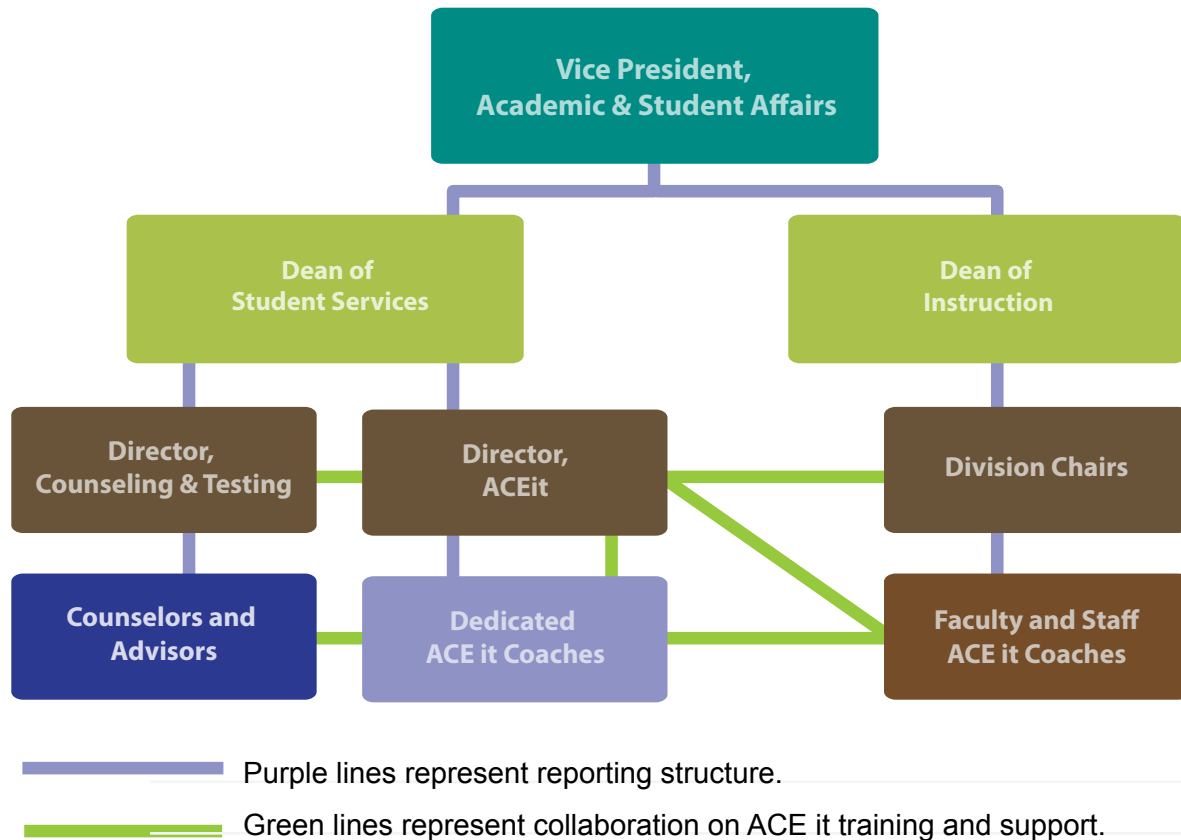 Vice President,
Academic & Student Affairs
Dean of
Student Services
Dean of
Instruction
Director,
Counseling & Testing
Director,
ACEit
Division Chairs
Counselors and
Advisors
Dedicated
ACE it Coaches
Faculty and Staff
ACE it Coaches
Purple lines represent reporting structure.
Green lines represent collaboration on ACE it training and support.